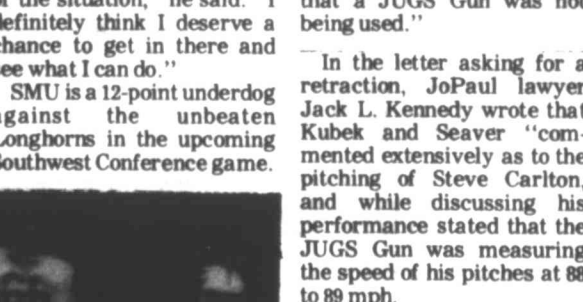 of the situation," he said. "I
definitely think I deserve a
chance to get in there and
see what I can do."
SMU is a 12-point underdog
against the unbeaten
Longhorns in the upcoming
Southwest Conference game.
that a JUGS Gun was not
being used."
In the letter asking for a
retraction, JoPaul lawyer
Jack L. Kennedy wrote that
Kubek and Seaver "com-
mented extensively as to the
pitching of Steve Carlton,
and while discussing his
performance stated that the
JUGS Gun was measuring
the speed of his pitches at 88
to 89 mph.